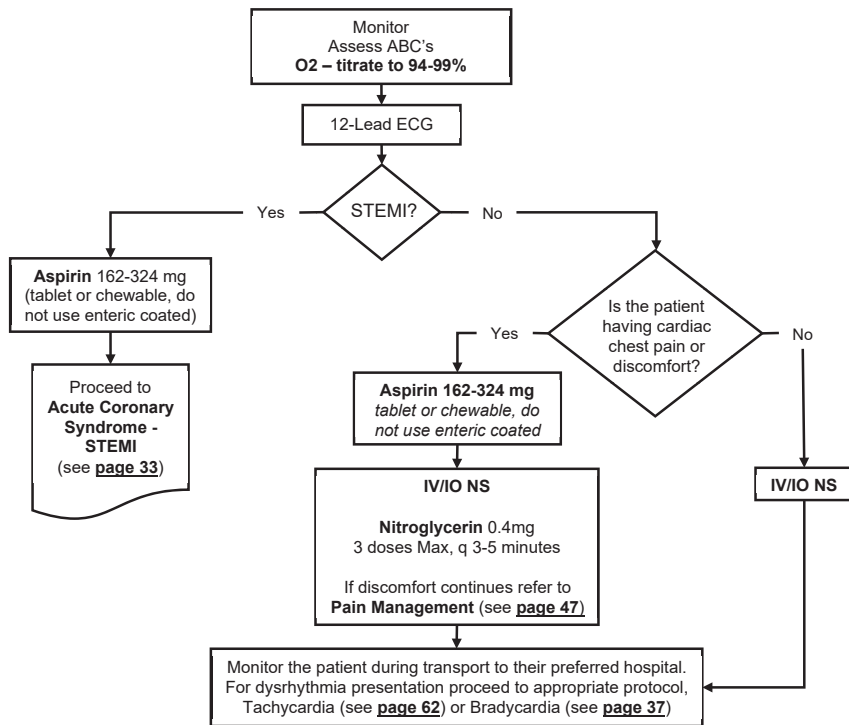 Monitor
Assess ABC’s
O2 – titrate to 94-99%
12-Lead ECG
STEMI?
Yes
No
Aspirin 162-324 mg
(tablet or chewable, do
not use enteric coated)
Proceed to
Acute Coronary
Syndrome -
STEMI
(see page 33)
Is the patient
having cardiac
chest pain or
discomfort?
Yes
No
Aspirin 162-324 mg
tablet or chewable, do
not use enteric coated
IV/IO NS
Nitroglycerin 0.4mg
3 doses Max, q 3-5 minutes
If discomfort continues refer to
Pain Management (see page 47)
IV/IO NS
Monitor the patient during transport to their preferred hospital.
For dysrhythmia presentation proceed to appropriate protocol,
Tachycardia (see page 62) or Bradycardia (see page 37)